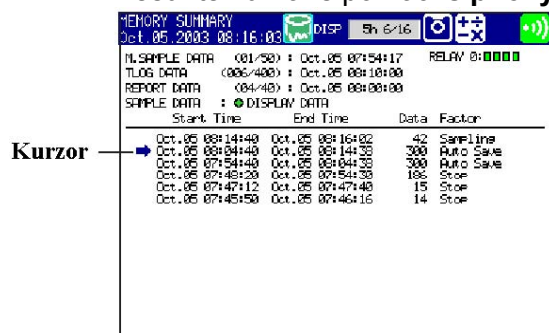 MEMORY SUMMARY
Oct.05.2003 08:16:03 DISP 5h 6/16
M.SAMPLE DATA (01/50) : Oct.05 07:54:17 RELAY 0:
TLOG DATA (006/400) : Oct.05 08:10:00
REPORT DATA (04/40) : Oct.05 08:00:00
SAMPLE DATA : DISPLAY DATA
Start Time End Time Data Factor
Oct.05 08:14:40 Oct.05 08:16:02 42 Sampling
Kurzor Oct.05 08:04:40 Oct.05 08:14:38 300 Auto Save
Oct.05 07:54:40 Oct.05 08:04:38 300 Auto Save
Oct.05 07:48:20 Oct.05 07:54:30 186 Stop
Oct.05 07:47:12 Oct.05 07:47:40 15 Stop
Oct.05 07:45:50 Oct.05 07:46:16 14 Stop